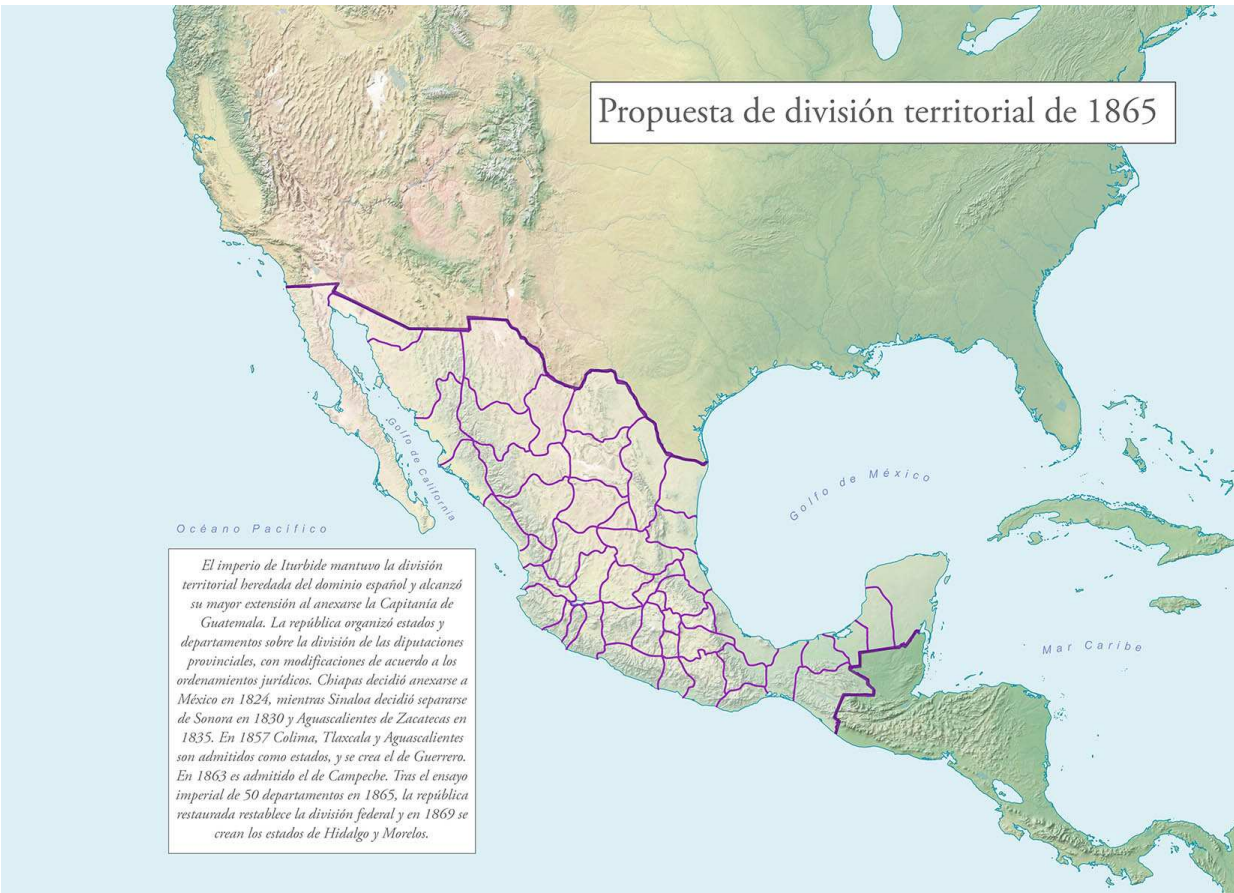 Propuesta de división territorial de 1865
Golfo de California
Golfo de México
Océano Pacífico
El imperio de Iturbide mantuvo la división
territorial heredada del dominio español y alcanzó
su mayor extensión al anexarse la Capitanía de
Guatemala. La república organizó estados y
departamentos sobre la división de las diputaciones
provinciales, con modificaciones de acuerdo a los
ordenamientos jurídicos. Chiapas decidió anexarse a
México en 1824, mientras Sinaloa decidió separarse
de Sonora en 1830 y Aguascalientes de Zacatecas en
1835. En 1857 Colima, Tlaxcala y Aguascalientes
son admitidos como estados, y se crea el de Guerrero.
En 1863 es admitido el de Campeche. Tras el ensayo
imperial de 50 departamentos en 1865, la república
restaurada restablece la división federal y en 1869 se
crean los estados de Hidalgo y Morelos.
Mar Caribe